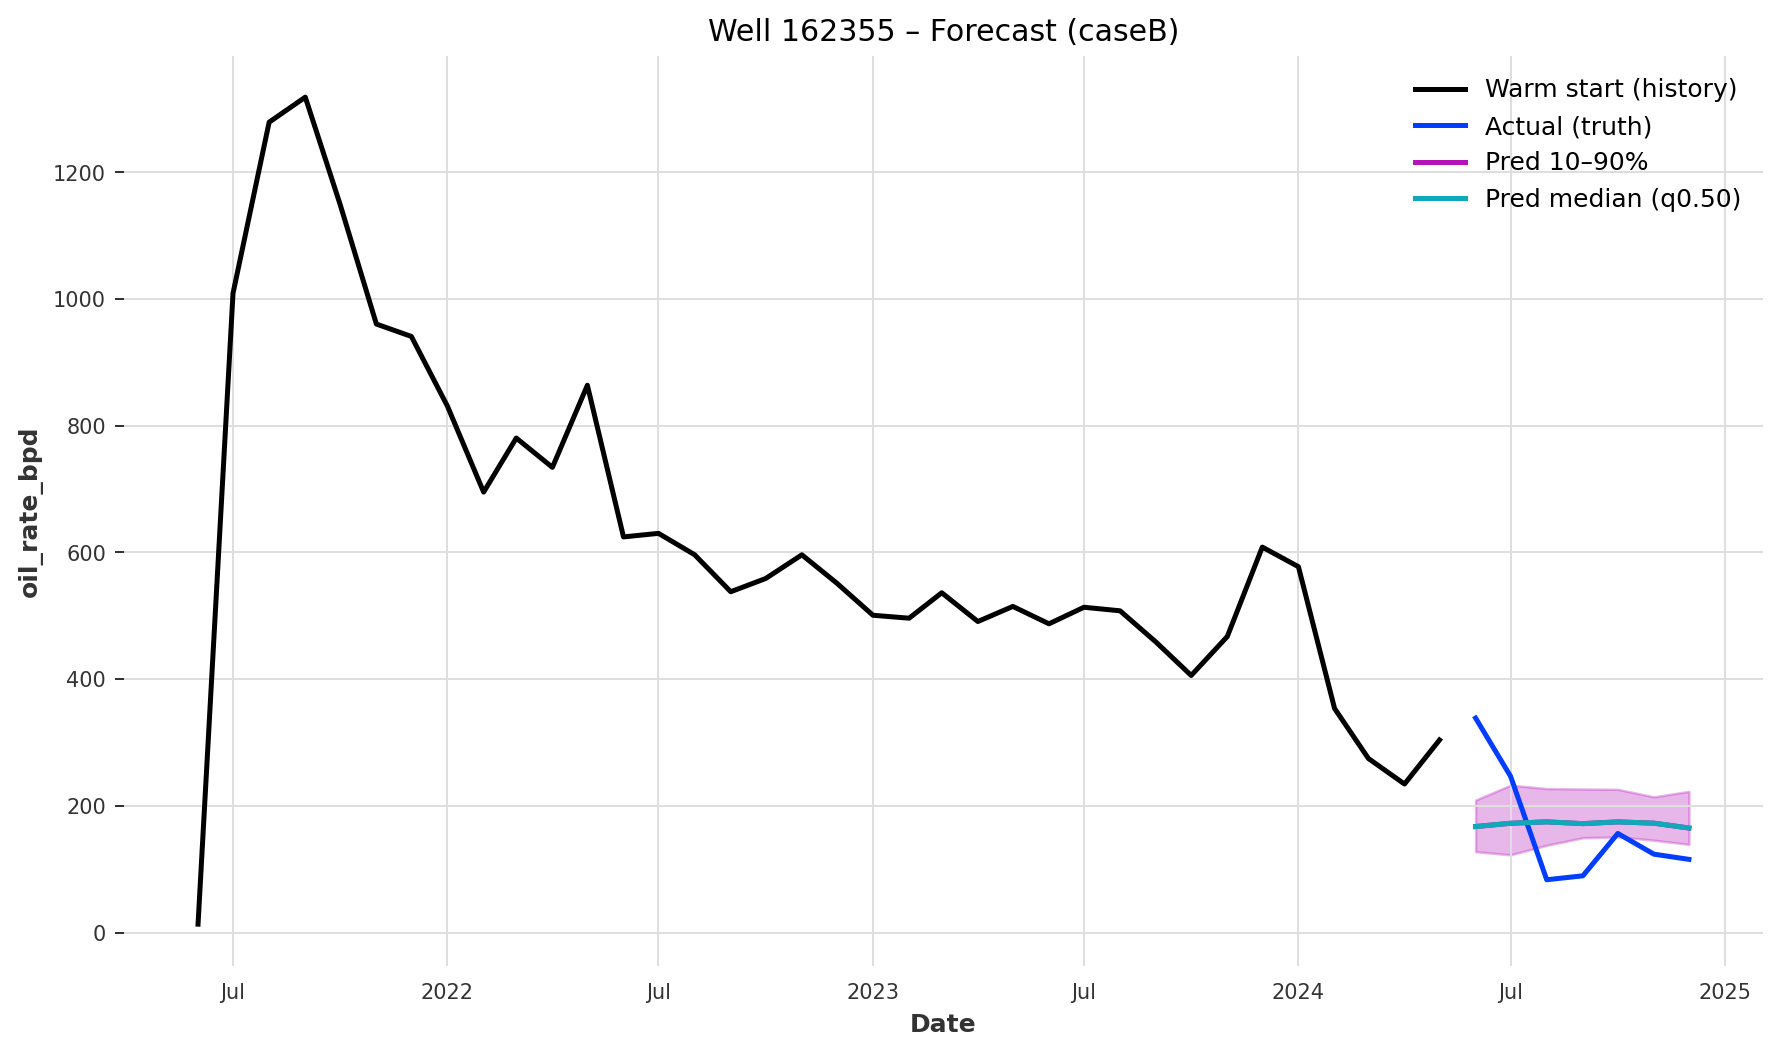 Well 162355 – Forecast (caseB)
Warm start (history)
Actual (truth)
Pred 10–90%
Pred median (q0.50)
oil_rate_bpd
1200
1000
800
600
400
200
0
Jul 2022 Jul 2023 Jul 2024 Jul 2025
Date